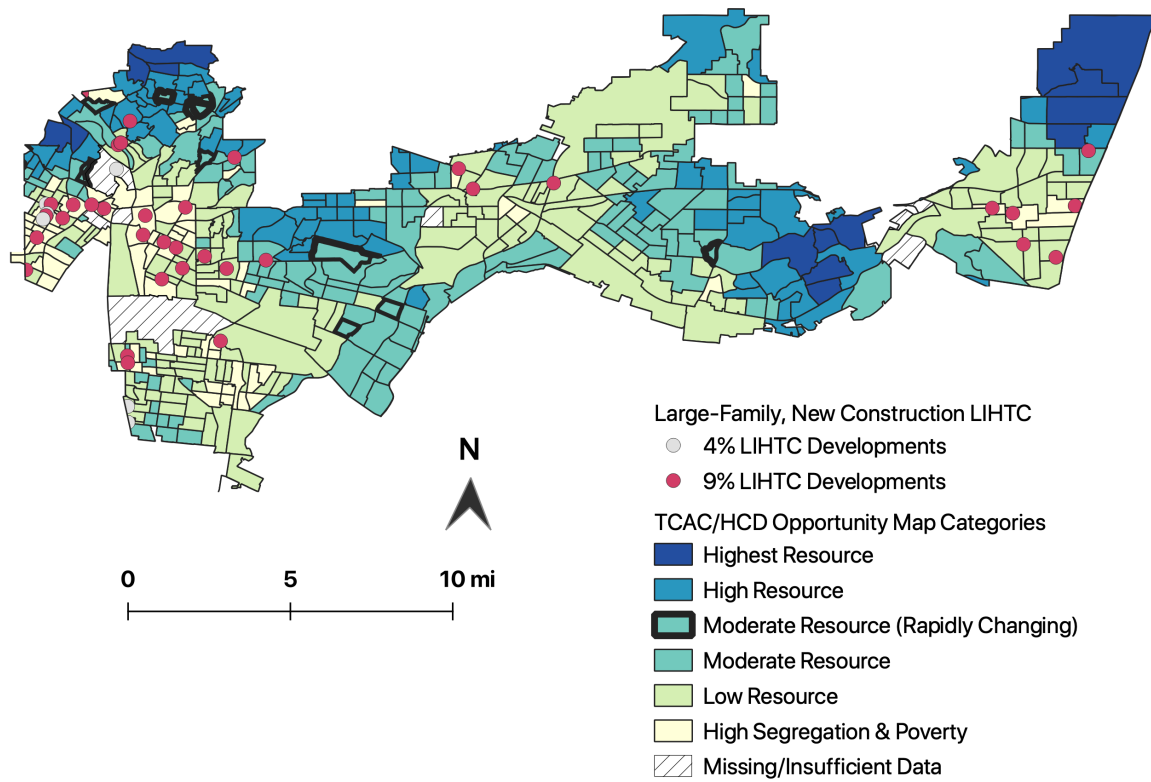 Large-Family, New Construction LIHTC
4% LIHTC Developments
9% LIHTC Developments
TCAC/HCD Opportunity Map Categories
Highest Resource
High Resource
Moderate Resource (Rapidly Changing)
Moderate Resource
Low Resource
High Segregation & Poverty
Missing/Insufficient Data
N
0 5 10 mi